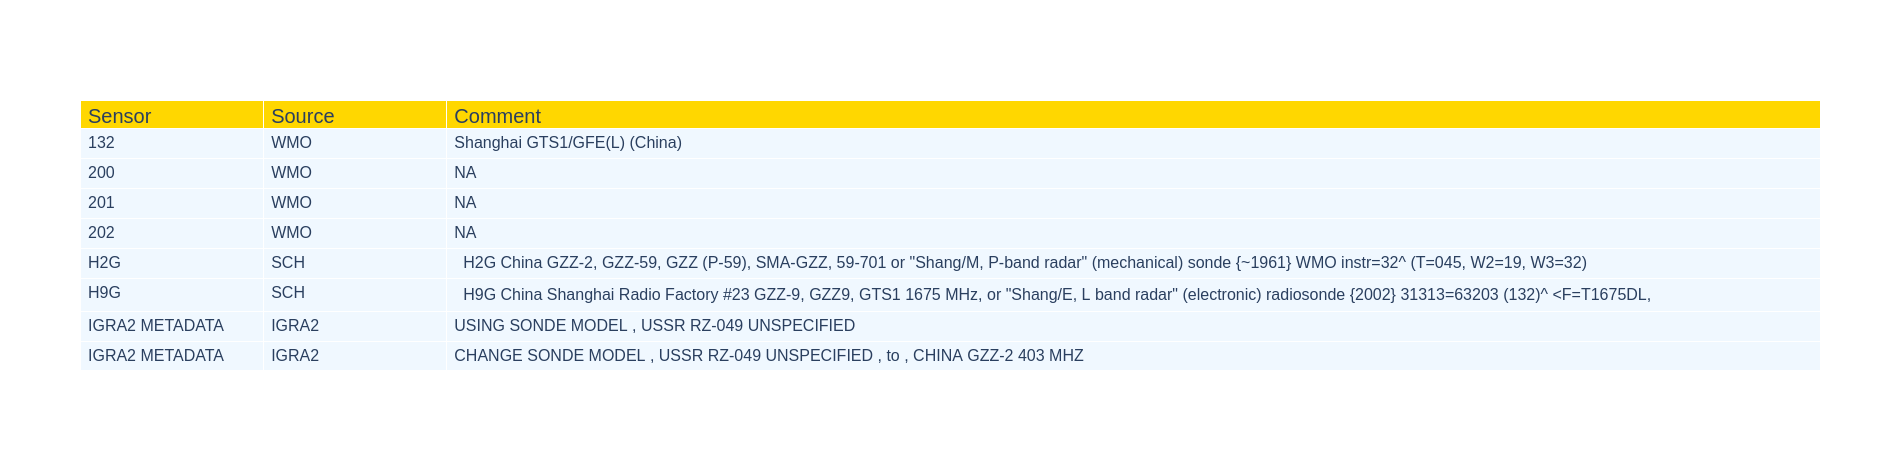 Sensor Source Comment
132 WMO Shanghai GTS1/GFE(L) (China)
200 WMO NA
201 WMO NA
202 WMO NA
H2G SCH H2G China GZZ-2, GZZ-59, GZZ (P-59), SMA-GZZ, 59-701 or "Shang/M, P-band radar" (mechanical) sonde {~1961} WMO instr=32^ (T=045, W2=19, W3=32)
H9G SCH H9G China Shanghai Radio Factory #23 GZZ-9, GZZ9, GTS1 1675 MHz, or "Shang/E, L band radar" (electronic) radiosonde {2002} 31313=63203 (132)^ <F=T1675DL,
IGRA2 METADATA IGRA2 USING SONDE MODEL , USSR RZ-049 UNSPECIFIED
IGRA2 METADATA IGRA2 CHANGE SONDE MODEL , USSR RZ-049 UNSPECIFIED , to , CHINA GZZ-2 403 MHZ